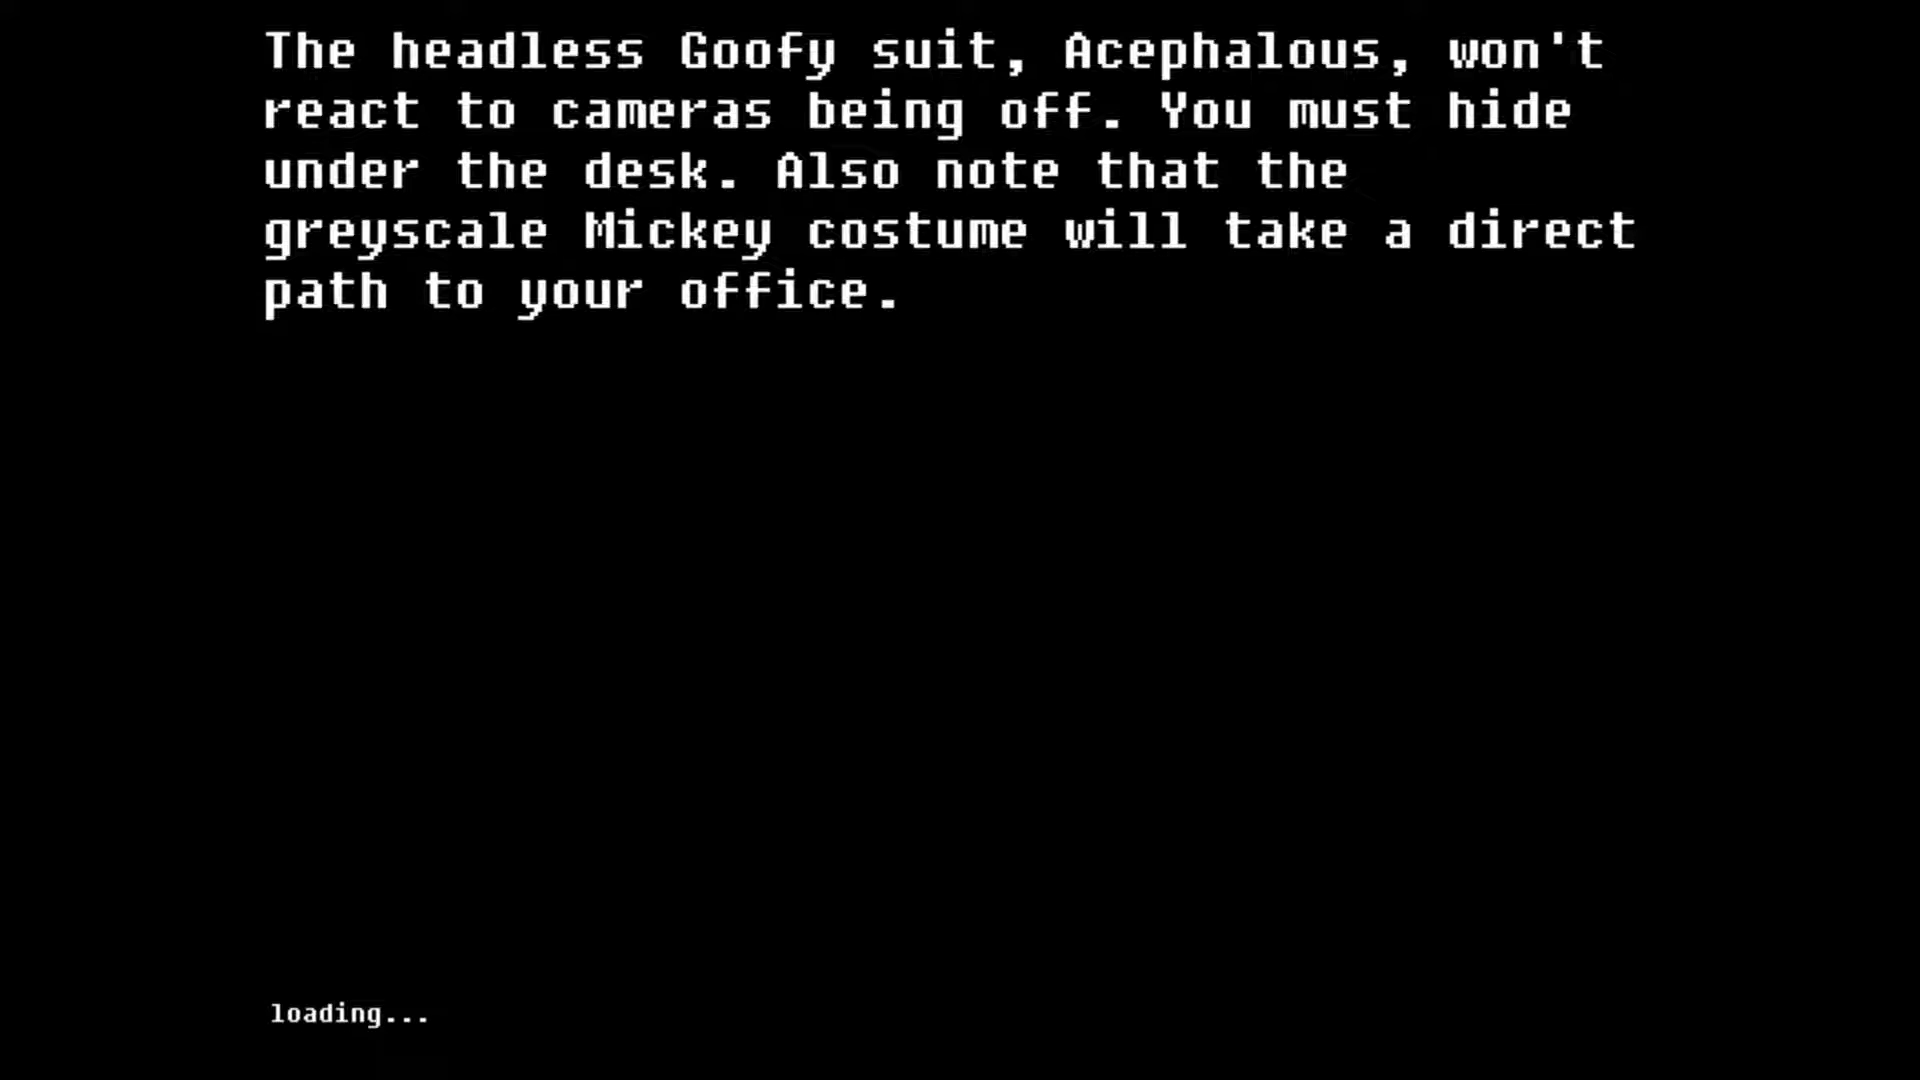 The headless Goofy suit, Acephalous, won't
react to cameras being off. You must hide
under the desk. Also note that the
greyscale Mickey costume will take a direct
path to your office.
loading...